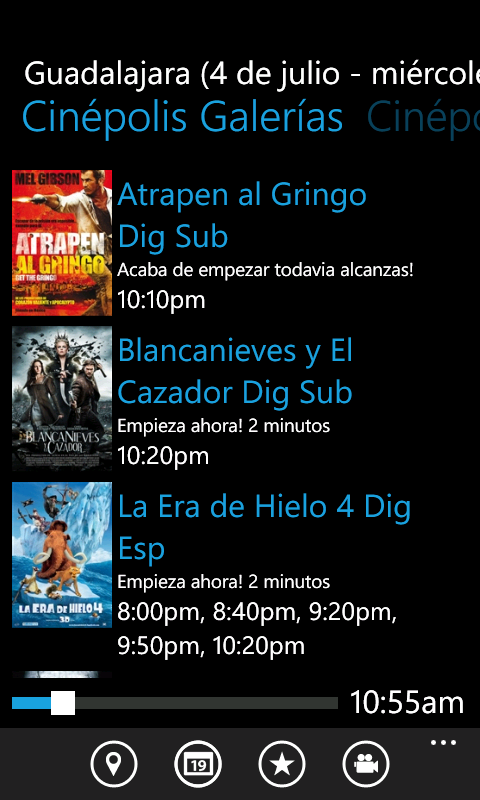 Guadalajara (4 de julio - miércole
Cinépolis Galerías Cinépo
MEL GIBSON
ATRAPEN
AL GRINGO
GET THE GRINGO
Atrapen al Gringo
Dig Sub
Acaba de empezar todavia alcanzas!
10:10pm
BLANCANIEVES
Y EL
CAZADOR
Blancanieves y El
Cazador Dig Sub
Empieza ahora! 2 minutos
10:20pm
LA ERA DE HIELO 4
3D
La Era de Hielo 4 Dig
Esp
Empieza ahora! 2 minutos
8:00pm, 8:40pm, 9:20pm,
9:50pm, 10:20pm
10:55am
19